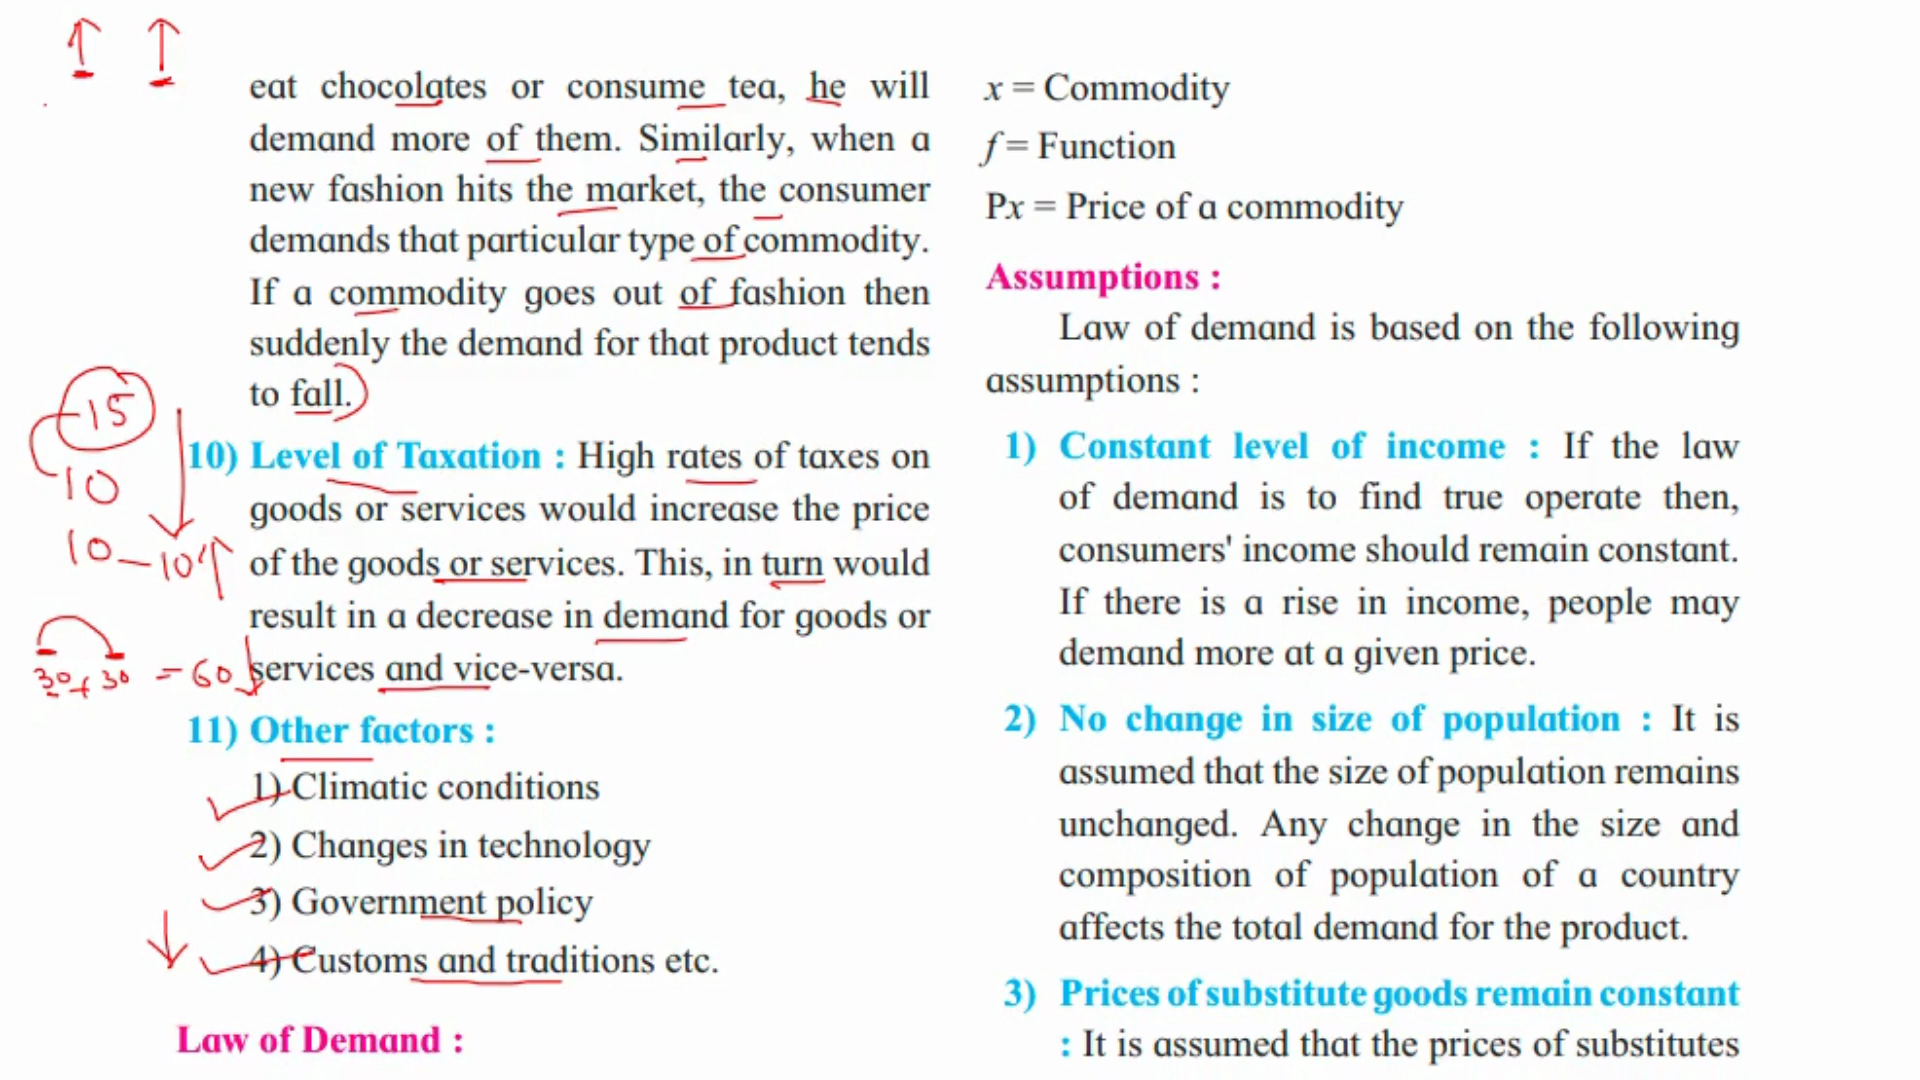 eat chocolates or consume tea, he will
demand more of them. Similarly, when a
new fashion hits the market, the consumer
demands that particular type of commodity.
If a commodity goes out of fashion then
suddenly the demand for that product tends
to fall.)
15
10
10 - 10
30 + 30 = 60
10) Level of Taxation : High rates of taxes on
goods or services would increase the price
of the goods or services. This, in turn would
result in a decrease in demand for goods or
services and vice-versa.
11) Other factors :
1) Climatic conditions
2) Changes in technology
3) Government policy
4) Customs and traditions etc.
Law of Demand :
x = Commodity
f = Function
Px = Price of a commodity
Assumptions :
Law of demand is based on the following
assumptions :
1) Constant level of income : If the law
of demand is to find true operate then,
consumers' income should remain constant.
If there is a rise in income, people may
demand more at a given price.
2) No change in size of population : It is
assumed that the size of population remains
unchanged. Any change in the size and
composition of population of a country
affects the total demand for the product.
3) Prices of substitute goods remain constant
: It is assumed that the prices of substitutes